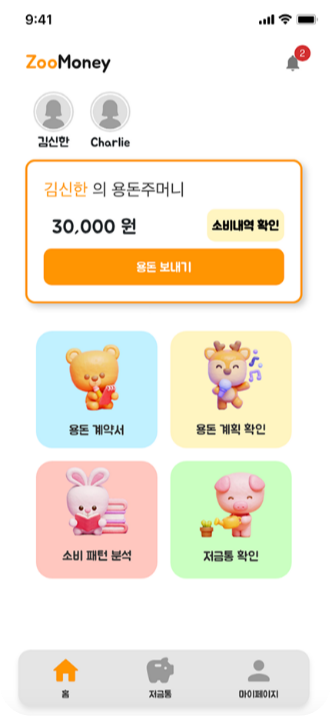 9:41
ZooMoney
2
김신한 Charlie
김신한 의 용돈주머니
30,000 원 소비내역 확인
용돈 보내기
용돈 계약서 용돈 계획 확인
소비 패턴 분석 저금통 확인
홈 저금통 마이페이지